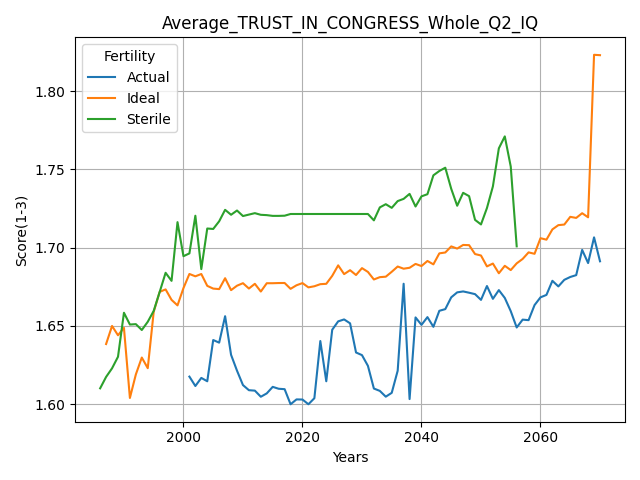 Average_TRUST_IN_CONGRESS_Whole_Q2_IQ
Fertility
Actual
Ideal
Sterile
Score(1-3)
1.80
1.75
1.70
1.65
1.60
2000
2020
2040
2060
Years